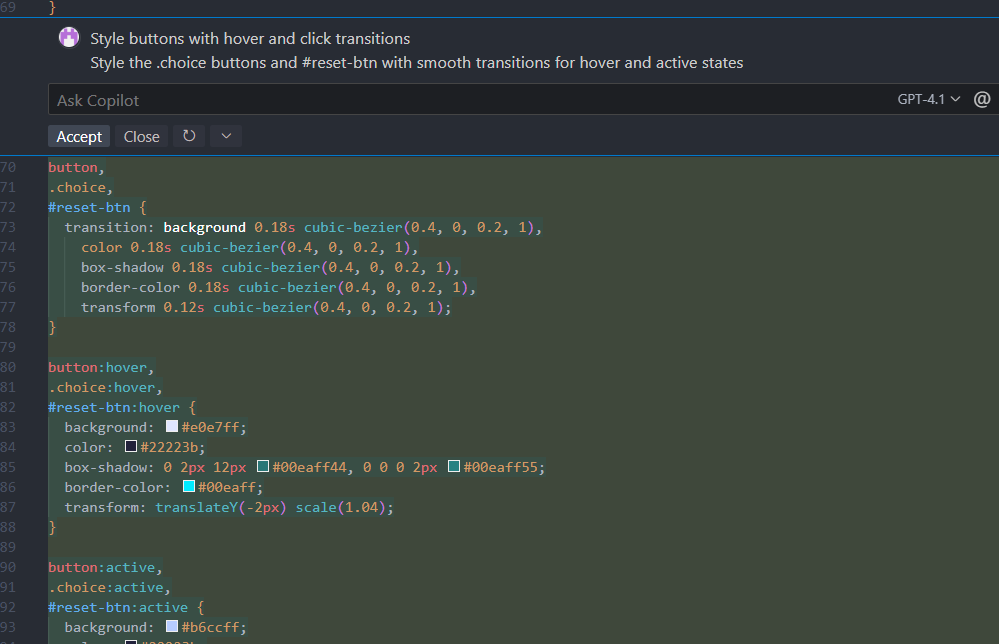 69 }
Style buttons with hover and click transitions
Style the .choice buttons and #reset-btn with smooth transitions for hover and active states
Ask Copilot GPT-4.1 @
Accept Close
70 button,
71 .choice,
72 #reset-btn {
73 transition: background 0.18s cubic-bezier(0.4, 0, 0.2, 1),
74 color 0.18s cubic-bezier(0.4, 0, 0.2, 1),
75 box-shadow 0.18s cubic-bezier(0.4, 0, 0.2, 1),
76 border-color 0.18s cubic-bezier(0.4, 0, 0.2, 1),
77 transform 0.12s cubic-bezier(0.4, 0, 0.2, 1);
78 }
79
80 button:hover,
81 .choice:hover,
82 #reset-btn:hover {
83 background: #e0e7ff;
84 color: #22223b;
85 box-shadow: 0 2px 12px #00eaff44, 0 0 0 2px #00eaff55;
86 border-color: #00eaff;
87 transform: translateY(-2px) scale(1.04);
88 }
89
90 button:active,
91 .choice:active,
92 #reset-btn:active {
93 background: #b6ccff;